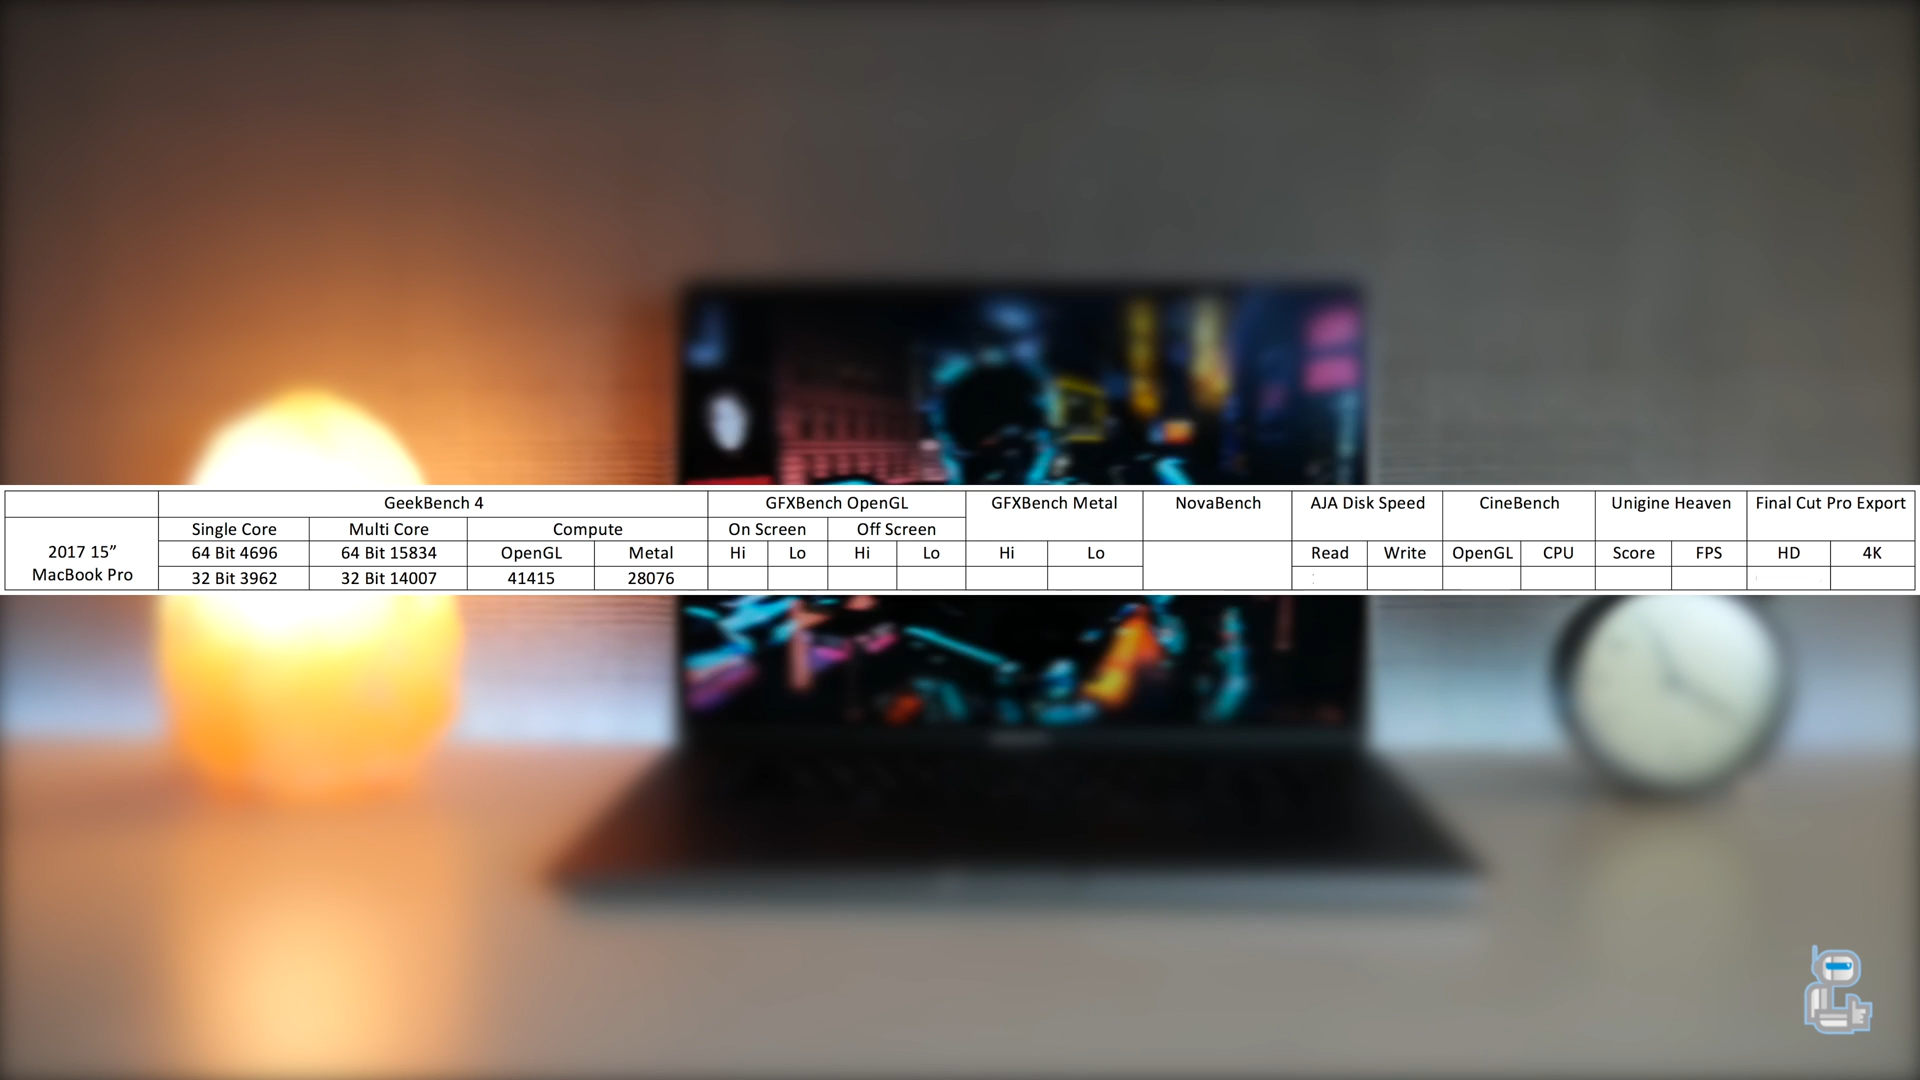 GeekBench 4 GFXBench OpenGL GFXBench Metal NovaBench AJA Disk Speed CineBench Unigine Heaven Final Cut Pro Export
Single Core Multi Core Compute On Screen Off Screen
2017 15” MacBook Pro
64 Bit 4696 64 Bit 15834 OpenGL Metal Hi Lo Hi Lo Hi Lo Read Write OpenGL CPU Score FPS HD 4K
32 Bit 3962 32 Bit 14007 41415 28076